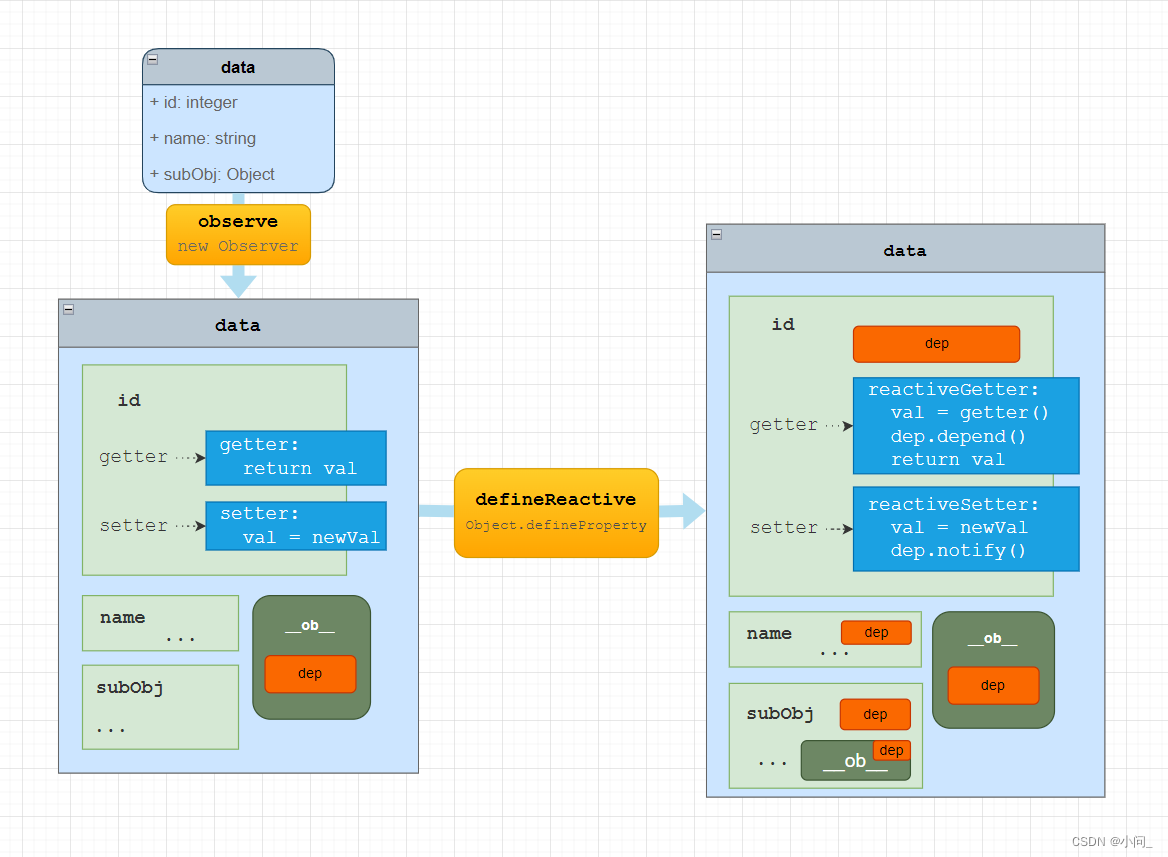 data
+ id: integer
+ name: string
+ subObj: Object
observe
new Observer
data
id
getter
getter:
return val
setter
setter:
val = newVal
name
...
subObj
...
__ob__
dep
defineReactive
Object.defineProperty
data
id
dep
getter
reactiveGetter:
val = getter()
dep.depend()
return val
setter
reactiveSetter:
val = newVal
dep.notify()
name
dep
...
subObj
dep
...
__ob__
dep
__ob__
dep
CSDN @小问_